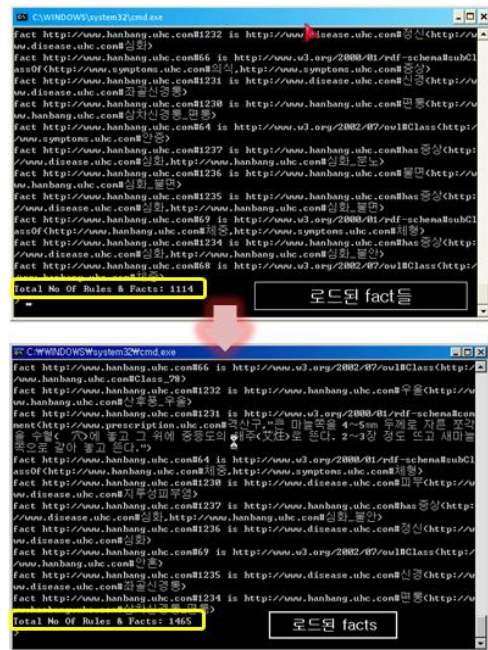 C:\WINDOWS\system32\cmd.exe
fact http://www.hanbang.uhc.com#1232 is http://www.disease.uhc.com#정신(http://w
ww.disease.uhc.com#심화)
fact http://www.hanbang.uhc.com#66 is http://www.w3.org/2000/01/rdf-schema#subCl
assOf(http://www.symptoms.uhc.com#의식,http://www.symptoms.uhc.com#증상)
fact http://www.hanbang.uhc.com#1231 is http://www.disease.uhc.com#신경(http://w
ww.disease.uhc.com#좌골신경통)
fact http://www.hanbang.uhc.com#1230 is http://www.hanbang.uhc.com#변통(http://w
ww.hanbang.uhc.com#삼차신경통_변통)
fact http://www.hanbang.uhc.com#64 is http://www.w3.org/2002/07/owl#Class(http:/
/www.symptoms.uhc.com#안중)
fact http://www.hanbang.uhc.com#1237 is http://www.hanbang.uhc.com#has증상(http:
//www.disease.uhc.com#심화,http://www.hanbang.uhc.com#심화_분노)
fact http://www.hanbang.uhc.com#1236 is http://www.hanbang.uhc.com#불면(http://w
ww.hanbang.uhc.com#심화_불면)
fact http://www.hanbang.uhc.com#1235 is http://www.hanbang.uhc.com#has증상(http:
//www.disease.uhc.com#심화,http://www.hanbang.uhc.com#심화_불면)
fact http://www.hanbang.uhc.com#69 is http://www.w3.org/2000/01/rdf-schema#subCl
assOf(http://www.hanbang.uhc.com#체중,http://www.symptoms.uhc.com#체형)
fact http://www.hanbang.uhc.com#1234 is http://www.hanbang.uhc.com#has증상(http:
//www.disease.uhc.com#심화,http://www.hanbang.uhc.com#심화_불안)
fact http://www.hanbang.uhc.com#68 is http://www.w3.org/2002/07/owl#Class(http:/
/www.hanbang.uhc.com#체중)
Total No Of Rules & Facts: 1114
로드된 fact들
C:\WINDOWS\system32\cmd.exe
fact http://www.hanbang.uhc.com#66 is http://www.w3.org/2002/07/owl#Class(http:/
/www.hanbang.uhc.com#Class_78)
fact http://www.hanbang.uhc.com#1232 is http://www.hanbang.uhc.com#우울(http://w
ww.hanbang.uhc.com#산후풍_우울)
fact http://www.hanbang.uhc.com#1231 is http://www.w3.org/2000/01/rdf-schema#com
ment(http://www.prescription.uhc.com#격산구,"른 마늘쪽을 4~5mm 두께로 자른 쪼각
을 수혈( 穴)에 놓고 그 위에 중등도의 애주(艾炷)로 뜬다. 2~3장 정도 뜨고 새마늘
쪽으로 갈아 놓고 뜬다.")
fact http://www.hanbang.uhc.com#64 is http://www.w3.org/2000/01/rdf-schema#subCl
assOf(http://www.hanbang.uhc.com#체중,http://www.symptoms.uhc.com#체형)
fact http://www.hanbang.uhc.com#1230 is http://www.disease.uhc.com#피부(http://w
ww.disease.uhc.com#지루성피부염)
fact http://www.hanbang.uhc.com#1237 is http://www.hanbang.uhc.com#has증상(http:
//www.disease.uhc.com#심화,http://www.hanbang.uhc.com#심화_불안)
fact http://www.hanbang.uhc.com#1236 is http://www.disease.uhc.com#정신(http://w
ww.disease.uhc.com#심화)
fact http://www.hanbang.uhc.com#69 is http://www.w3.org/2002/07/owl#Class(http:/
/www.hanbang.uhc.com#안혼)
fact http://www.hanbang.uhc.com#1235 is http://www.disease.uhc.com#신경(http://w
ww.disease.uhc.com#좌골신경통)
fact http://www.hanbang.uhc.com#1234 is http://www.hanbang.uhc.com#변통(http://w
ww.hanbang.uhc.com#삼차신경통_변통)
Total No Of Rules & Facts: 1465
로드된 facts